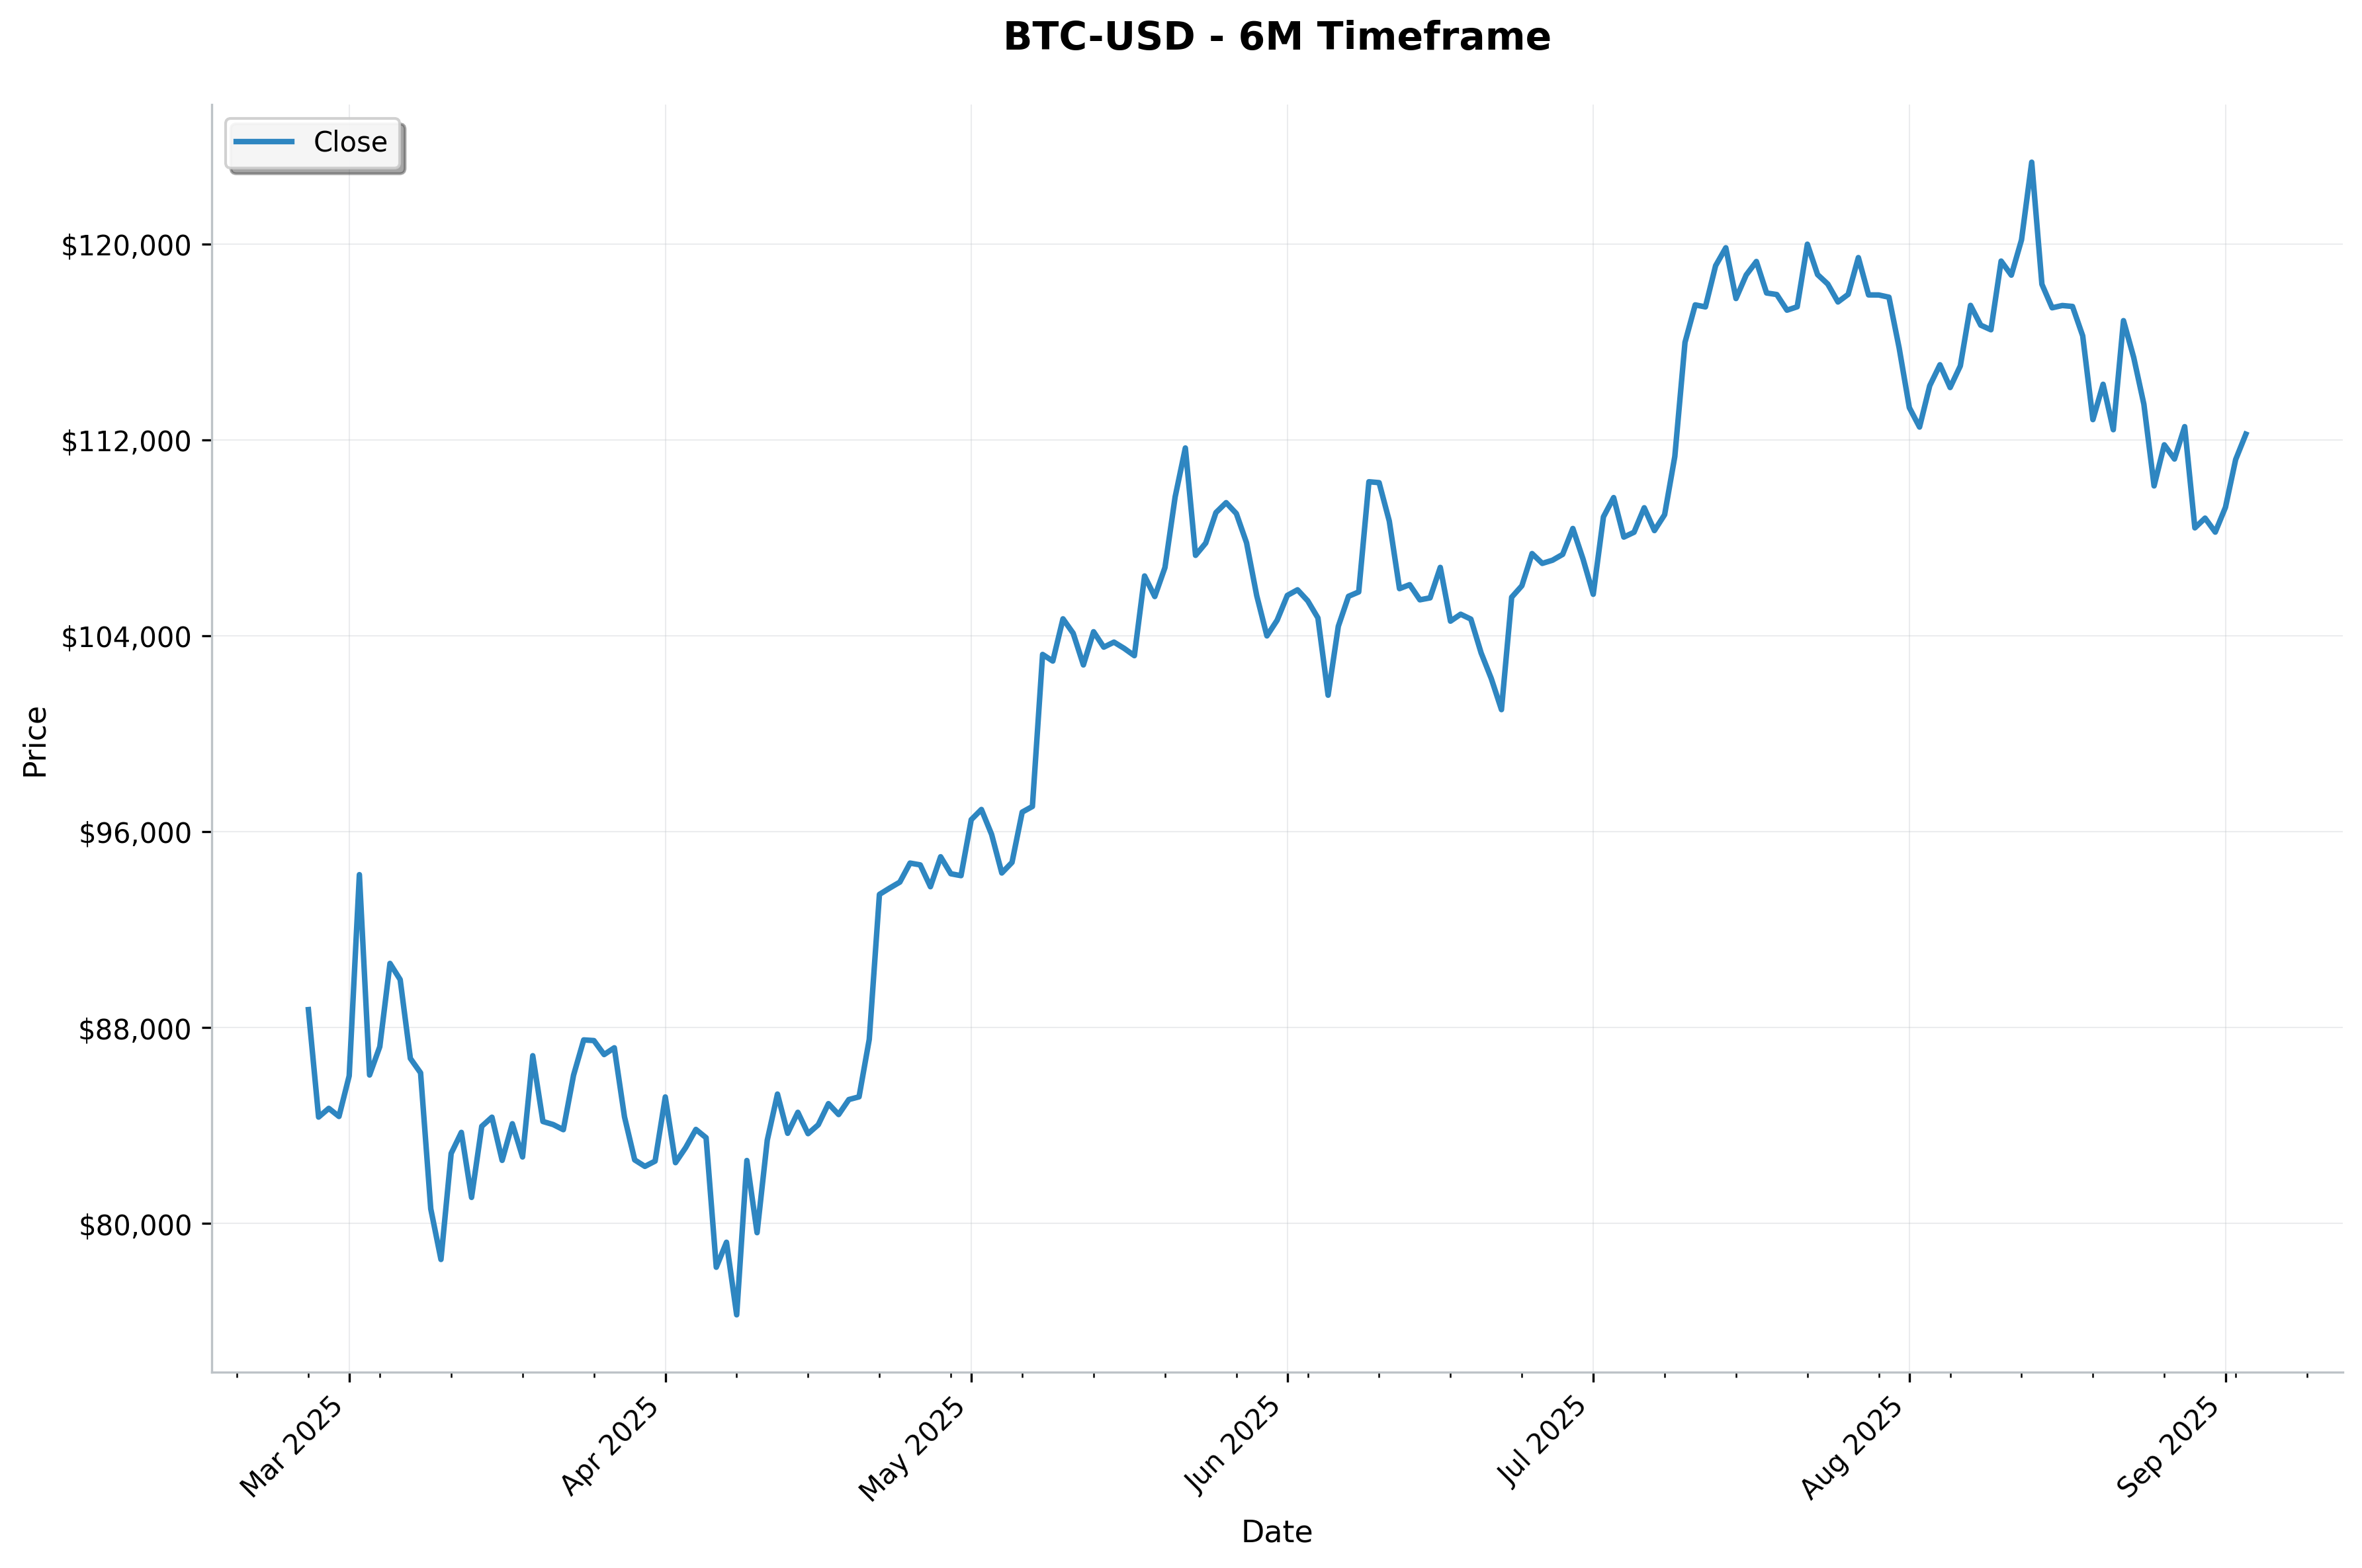 BTC-USD - 6M Timeframe
Close
$120,000
$112,000
$104,000
$96,000
$88,000
$80,000
Price
Mar 2025
Apr 2025
May 2025
Jun 2025
Jul 2025
Aug 2025
Sep 2025
Date